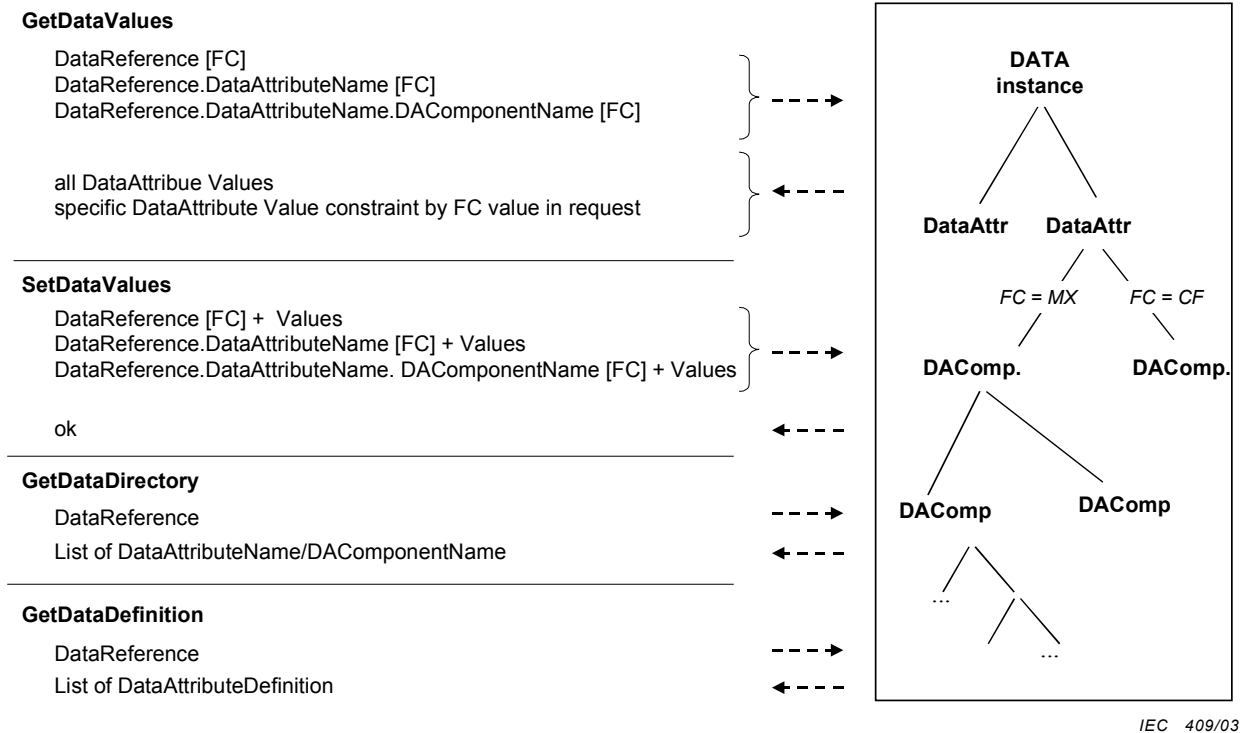 GetDataValues
DataReference [FC]
DataReference.DataAttributeName [FC]
DataReference.DataAttributeName.DAComponentName [FC]
all DataAttribue Values
specific DataAttribute Value constraint by FC value in request
SetDataValues
DataReference [FC] + Values
DataReference.DataAttributeName [FC] + Values
DataReference.DataAttributeName. DAComponentName [FC] + Values
ok
GetDataDirectory
DataReference
List of DataAttributeName/DAComponentName
GetDataDefinition
DataReference
List of DataAttributeDefinition
DATA
instance
DataAttr DataAttr
FC = MX FC = CF
DAComp. DAComp.
DAComp DAComp
...
...
IEC 409/03